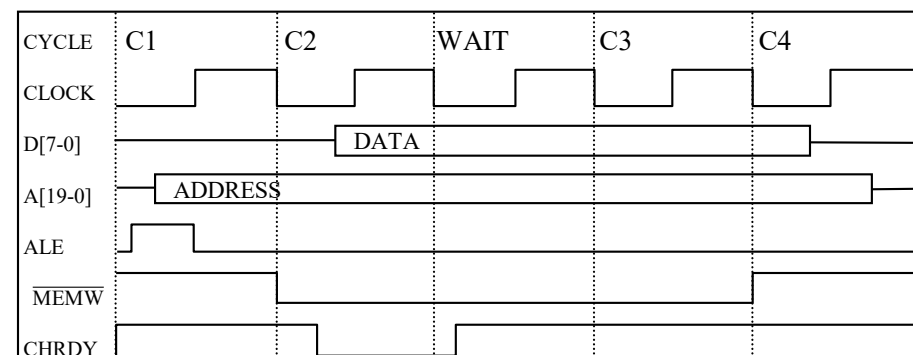 CYCLE C1 C2 WAIT C3 C4
CLOCK
D[7-0] DATA
A[19-0] ADDRESS
ALE
MEMW
CHRDY